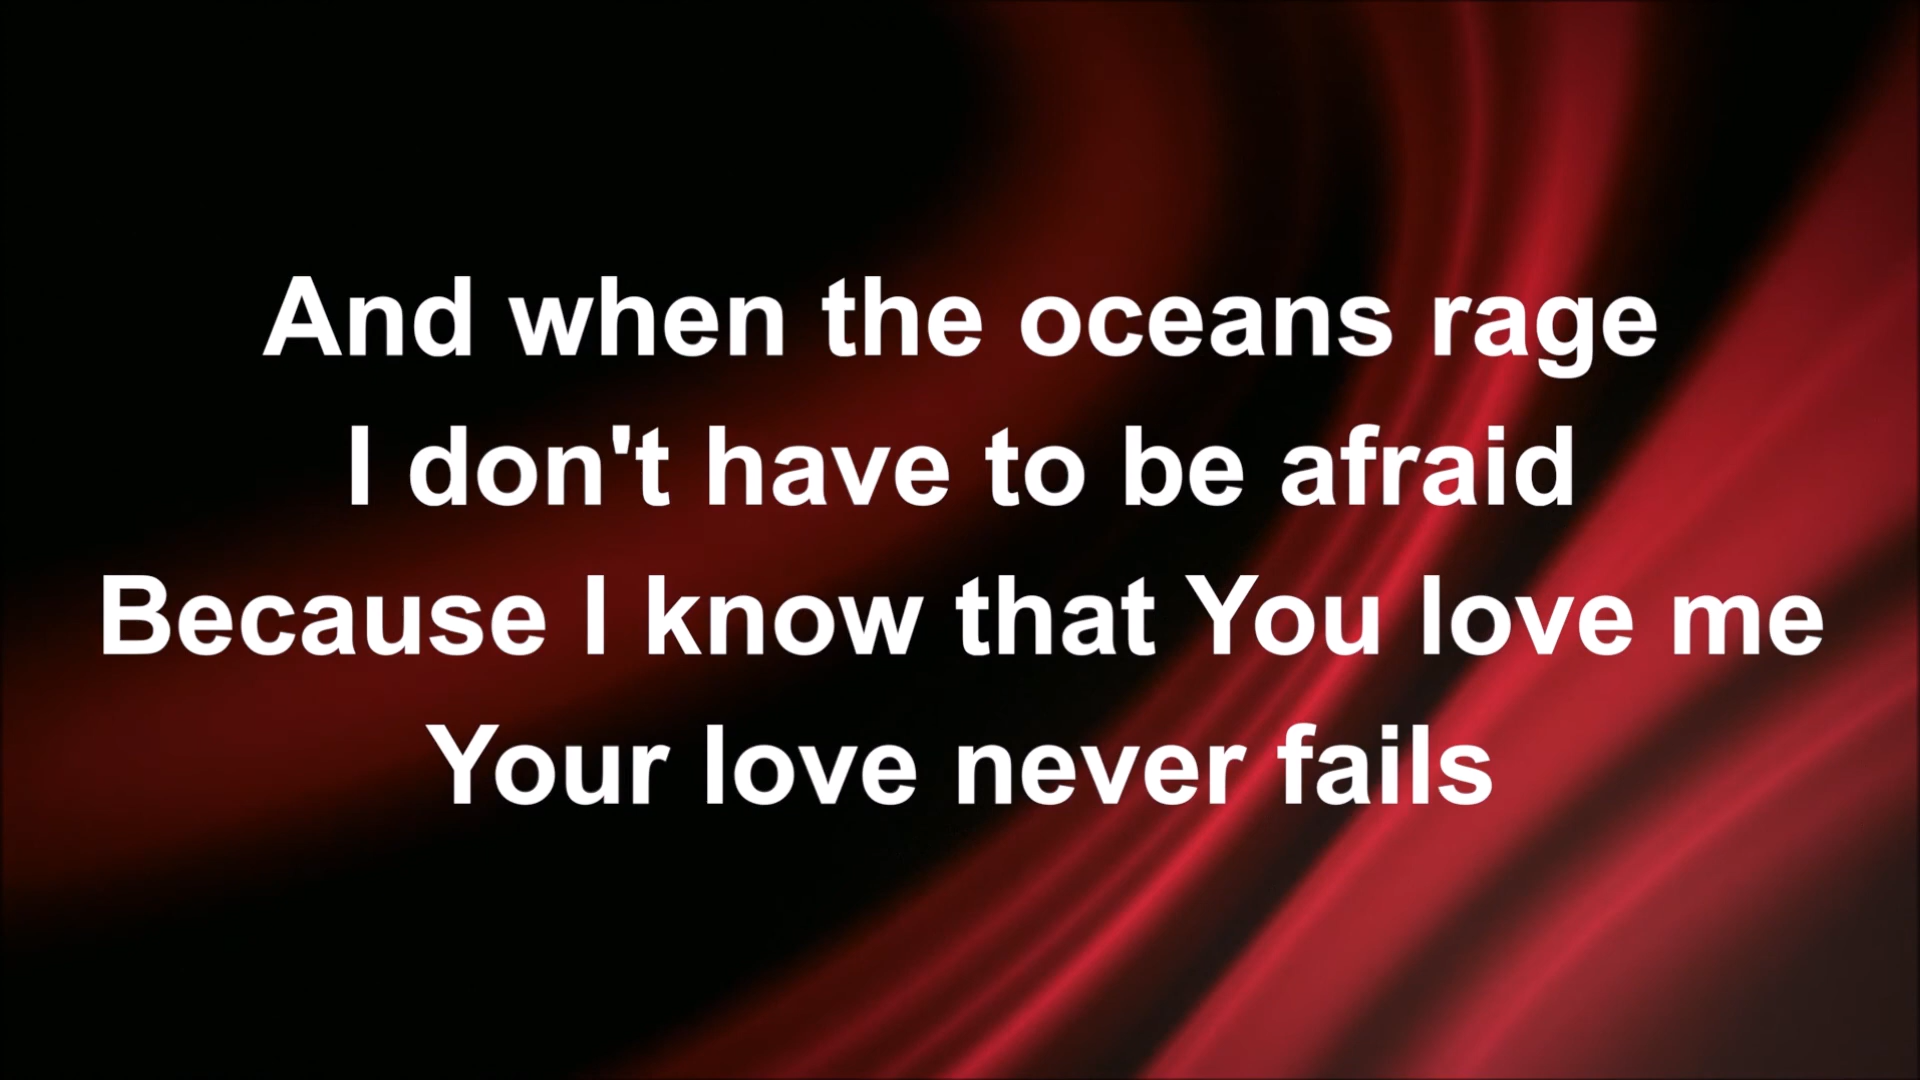 And when the oceans rage
I don't have to be afraid
Because I know that You love me
Your love never fails